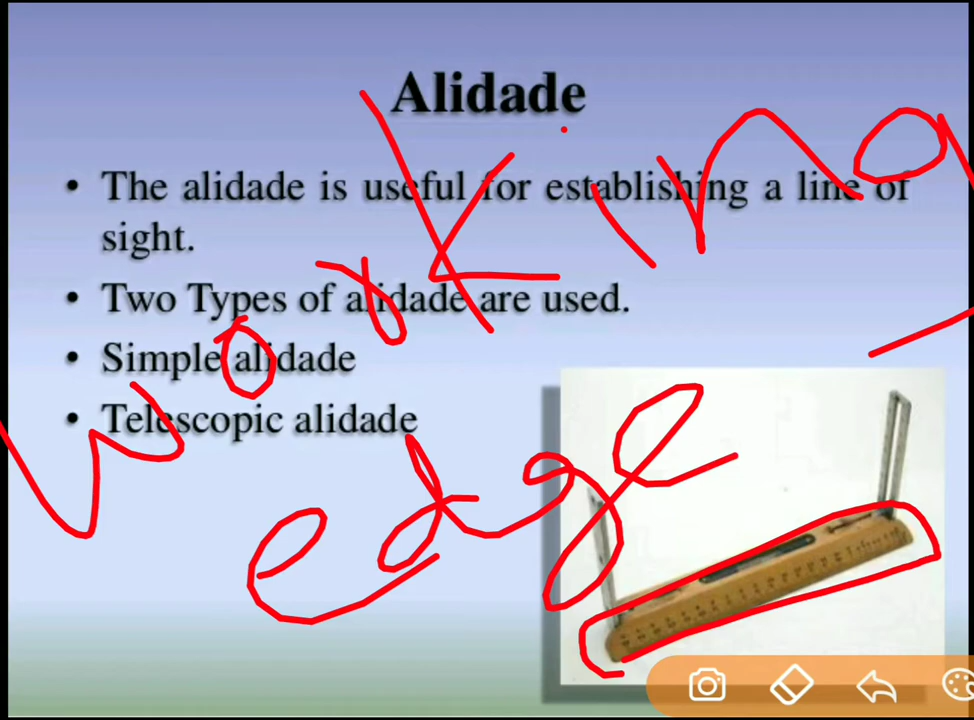 Alidade
• The alidade is useful for establishing a line of
sight.
• Two Types of alidade are used.
• Simple alidade
• Telescopic alidade
working
edge